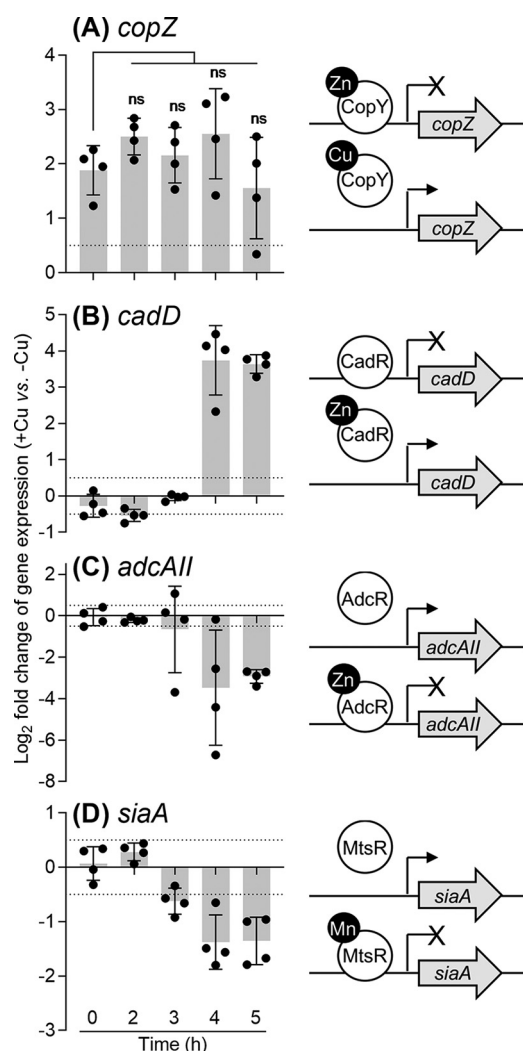 (A) copZ
ns
ns
ns
ns
4
3
2
1
0
Zn
CopY
X
copZ
Cu
CopY
copZ
(B) cadD
5
4
3
2
1
0
-1
CadR
X
cadD
Zn
CadR
cadD
Log2 fold change of gene expression (+Cu vs. -Cu)
(C) adcAII
2
0
-2
-4
-6
-8
AdcR
adcAII
Zn
AdcR
X
adcAII
(D) siaA
1
0
-1
-2
-3
MtsR
siaA
Mn
MtsR
X
siaA
0 2 3 4 5
Time (h)